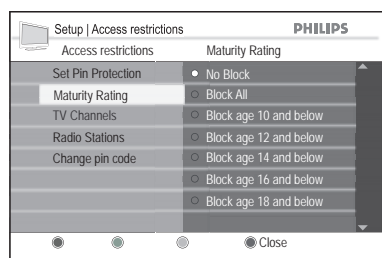 Setup | Access restrictions
PHILIPS
Access restrictions
Maturity Rating
Set Pin Protection
No Block
Maturity Rating
Block All
TV Channels
Block age 10 and below
Radio Stations
Block age 12 and below
Change pin code
Block age 14 and below
Block age 16 and below
Block age 18 and below
Close